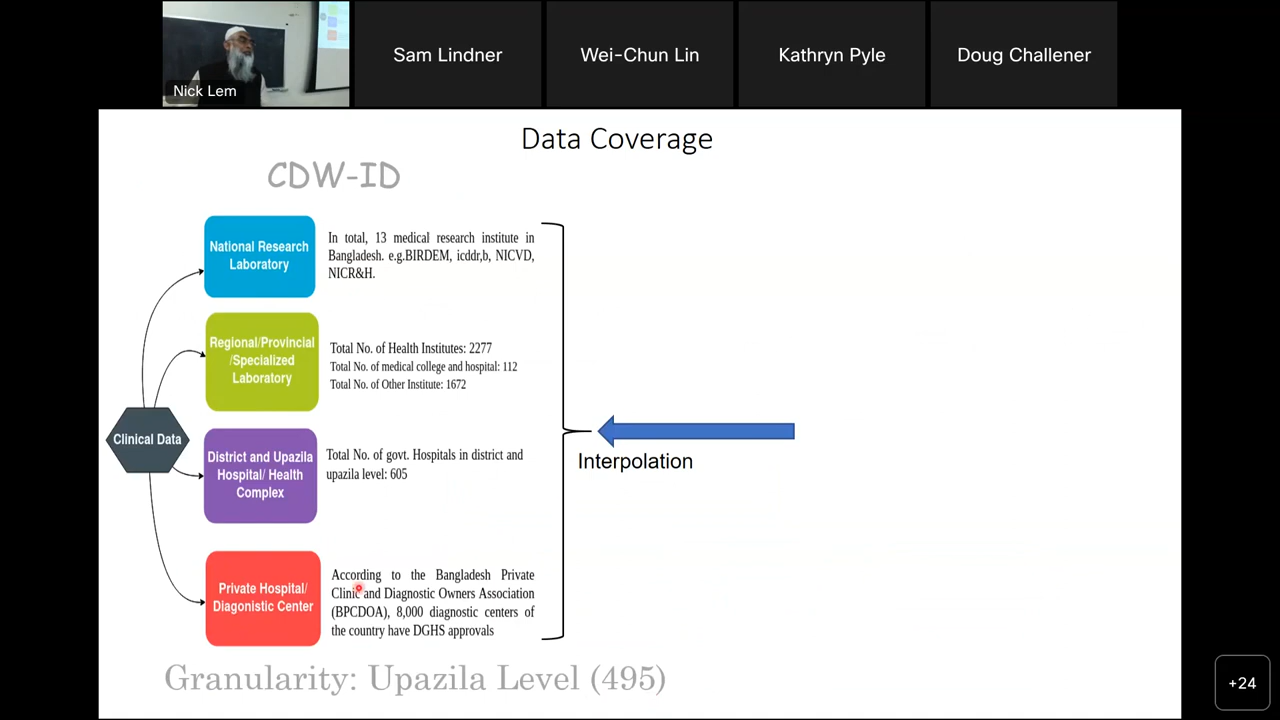 Nick Lem
Sam Lindner
Wei-Chun Lin
Kathryn Pyle
Doug Challener
Data Coverage
CDW-ID
Clinical Data
National Research
Laboratory
In total, 13 medical research institute in
Bangladesh. e.g.BIRDEM, icddr,b, NICVD,
NICR&H.
Regional/Provincial
/Specialized
Laboratory
Total No. of Health Institutes: 2277
Total No. of medical college and hospital: 112
Total No. of Other Institute: 1672
District and Upazila
Hospital/ Health
Complex
Total No. of govt. Hospitals in district and
upazila level: 605
Private Hospital/
Diagonistic Center
According to the Bangladesh Private
Clinic and Diagnostic Owners Association
(BPCDOA), 8,000 diagnostic centers of
the country have DGHS approvals
Interpolation
Granularity: Upazila Level (495)
+24